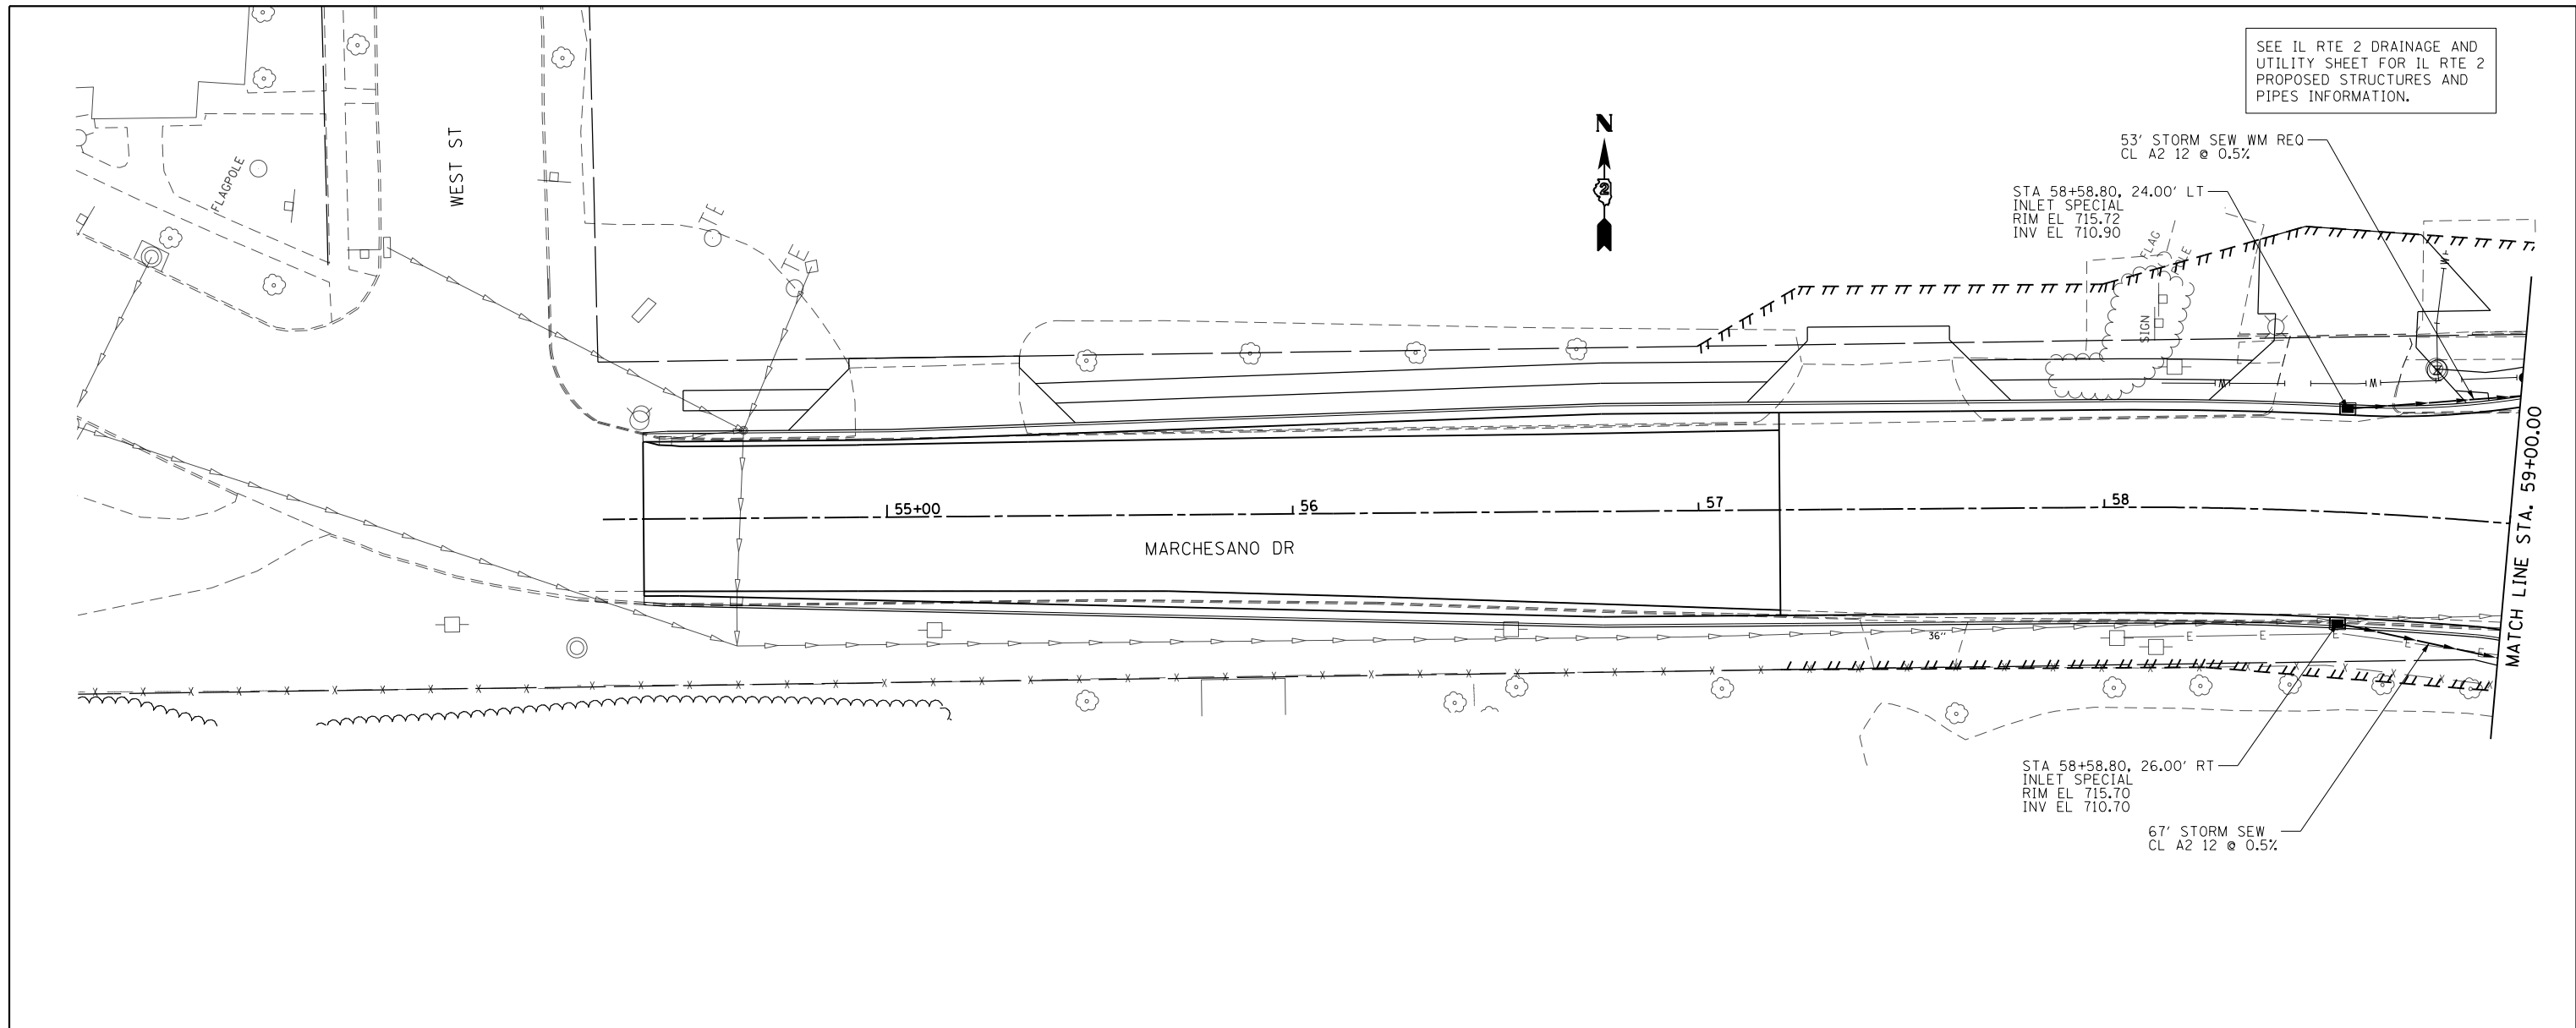 SEE IL RTE 2 DRAINAGE AND
UTILITY SHEET FOR IL RTE 2
PROPOSED STRUCTURES AND
PIPES INFORMATION.
N
2
53' STORM SEW WM REQ
CL A2 12 @ 0.5%
STA 58+58.80, 24.00' LT
INLET SPECIAL
RIM EL 715.72
INV EL 710.90
WEST ST
FLAGPOLE
TE
TE
FLAG
SIGN
W
W
W
55+00
56
57
58
MARCHESANO DR
MATCH LINE STA. 59+00.00
36"
E
E
E
E
E
STA 58+58.80, 26.00' RT
INLET SPECIAL
RIM EL 715.70
INV EL 710.70
67' STORM SEW
CL A2 12 @ 0.5%